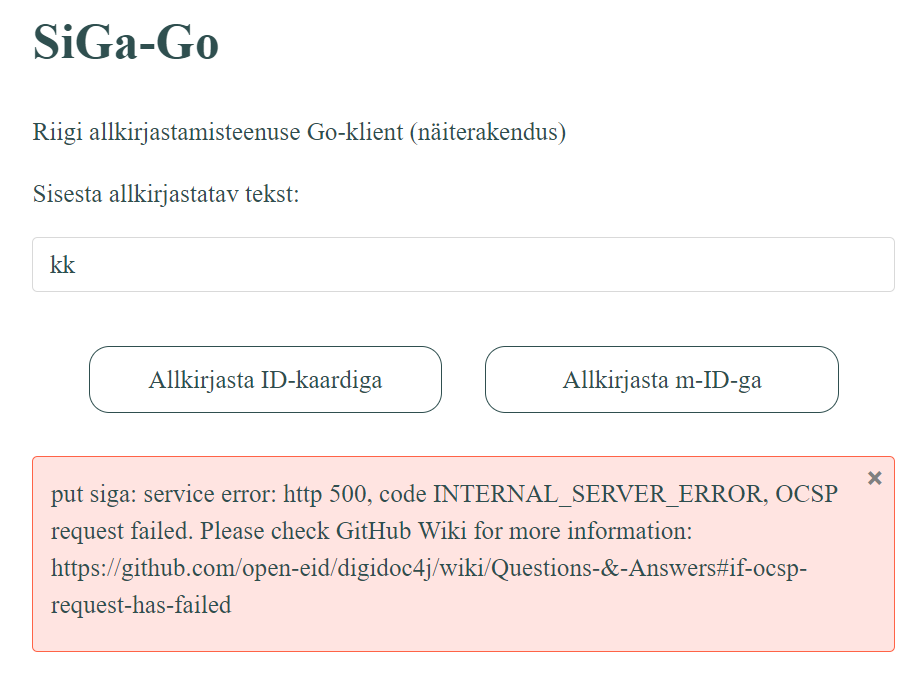 SiGa-Go
Riigi allkirjastamisteenuse Go-klient (näiterakendus)
Sisesta allkirjastatav tekst:
kk
Allkirjasta ID-kaardiga
Allkirjasta m-ID-ga
put siga: service error: http 500, code INTERNAL_SERVER_ERROR, OCSP
request failed. Please check GitHub Wiki for more information:
https://github.com/open-eid/digidoc4j/wiki/Questions-&-Answers#if-ocsp-
request-has-failed